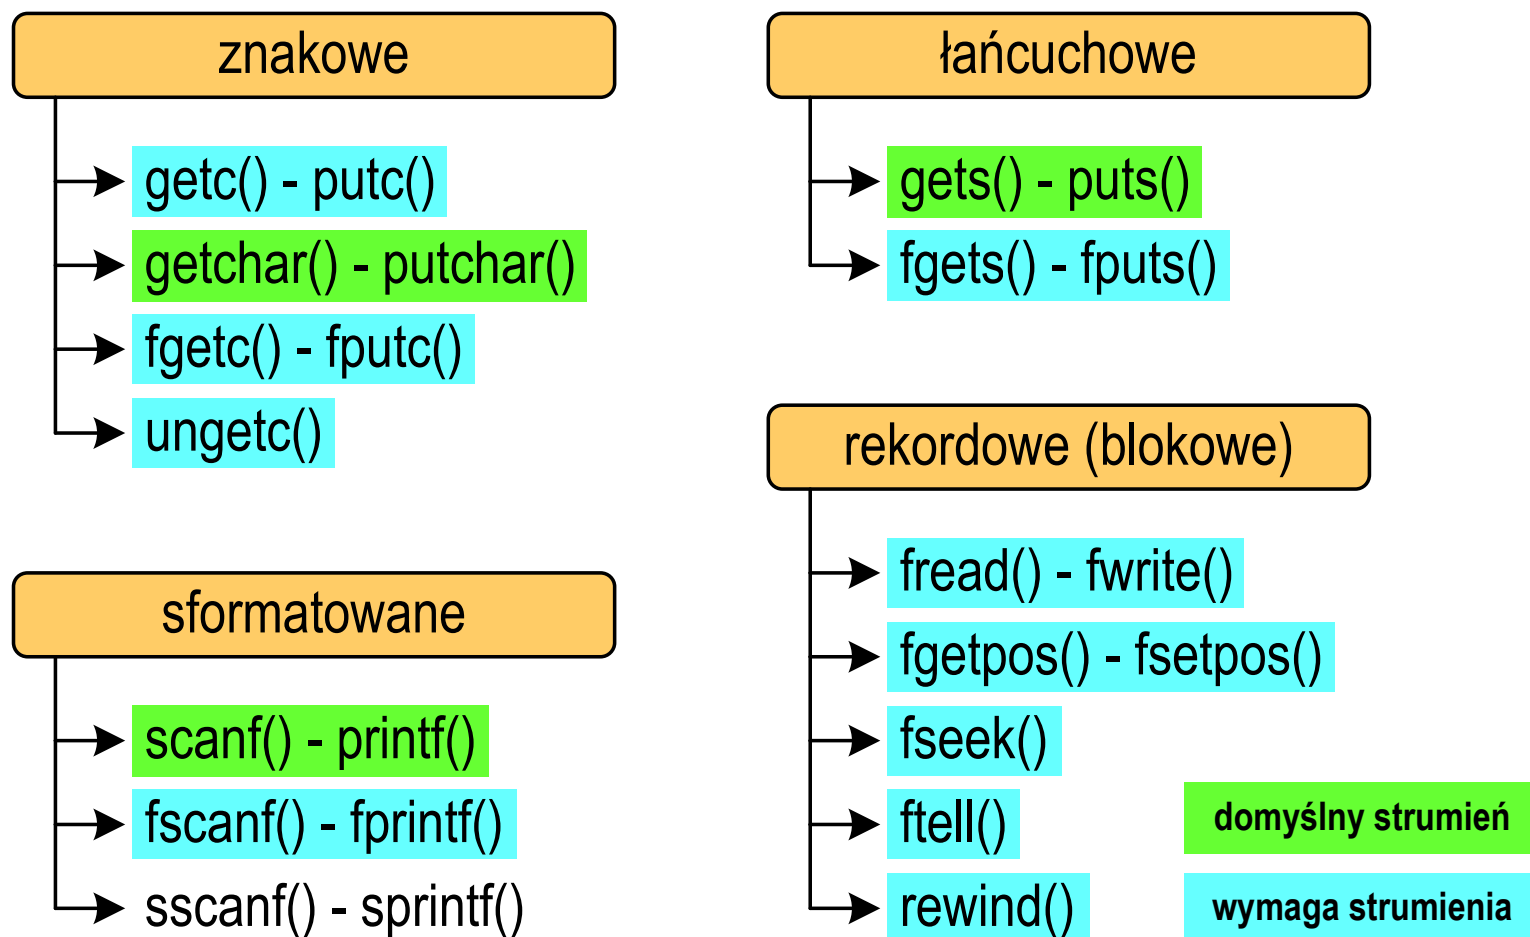 znakowe
getc() - putc()
getchar() - putchar()
fgetc() - fputc()
ungetc()
sformatowane
scanf() - printf()
fscanf() - fprintf()
sscanf() - sprintf()
łańcuchowe
gets() - puts()
fgets() - fputs()
rekordowe (blokowe)
fread() - fwrite()
fgetpos() - fsetpos()
fseek()
ftell()
rewind()
domyślny strumień
wymaga strumienia